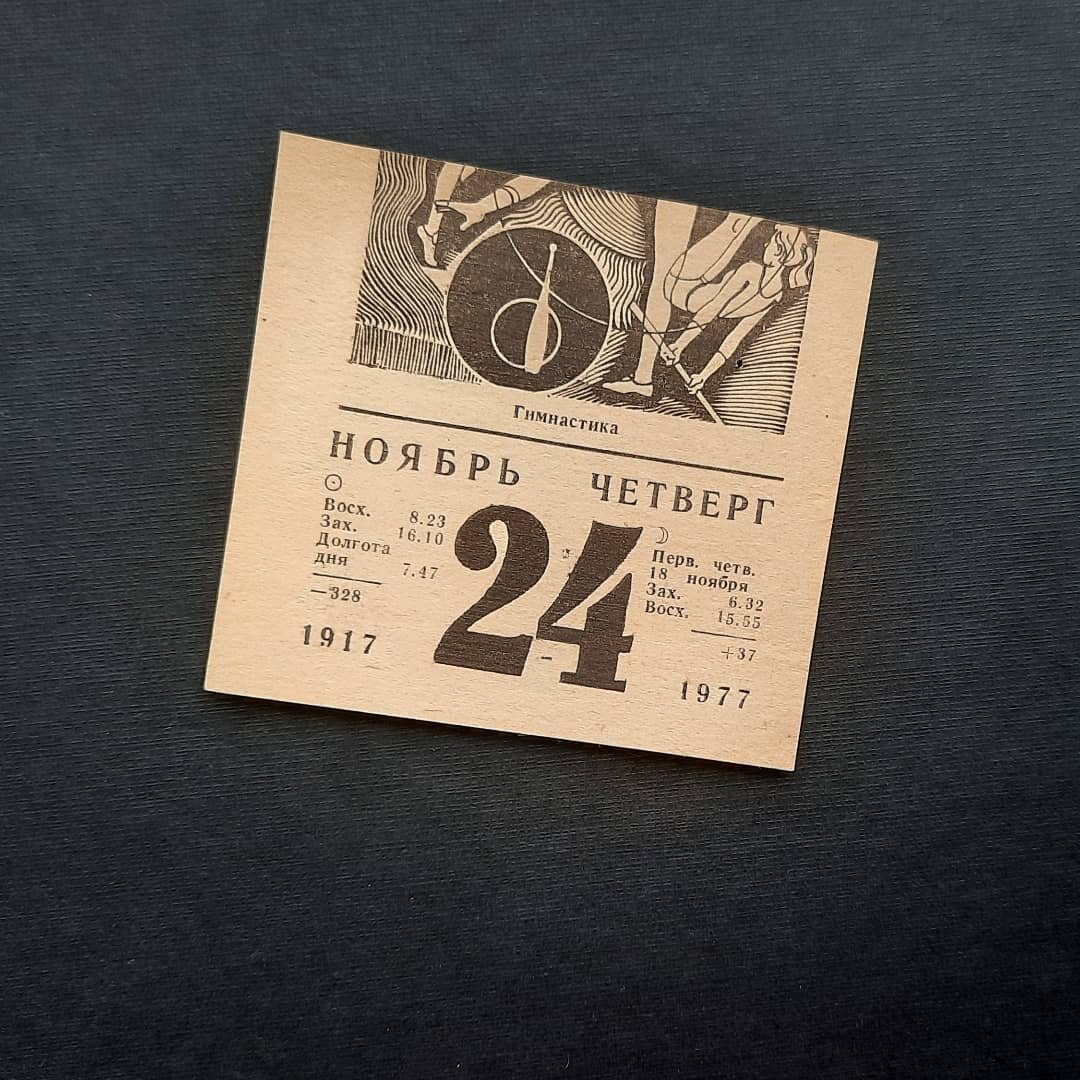 Гимнастика
НОЯБРЬ ЧЕТВЕРГ
Восх. 8.23
Зах. 16.10
Долгота
дня 7.47
—328
1917
24
Перв. четв.
18 ноября
Зах. 6.32
Восх. 15.55
+37
1977